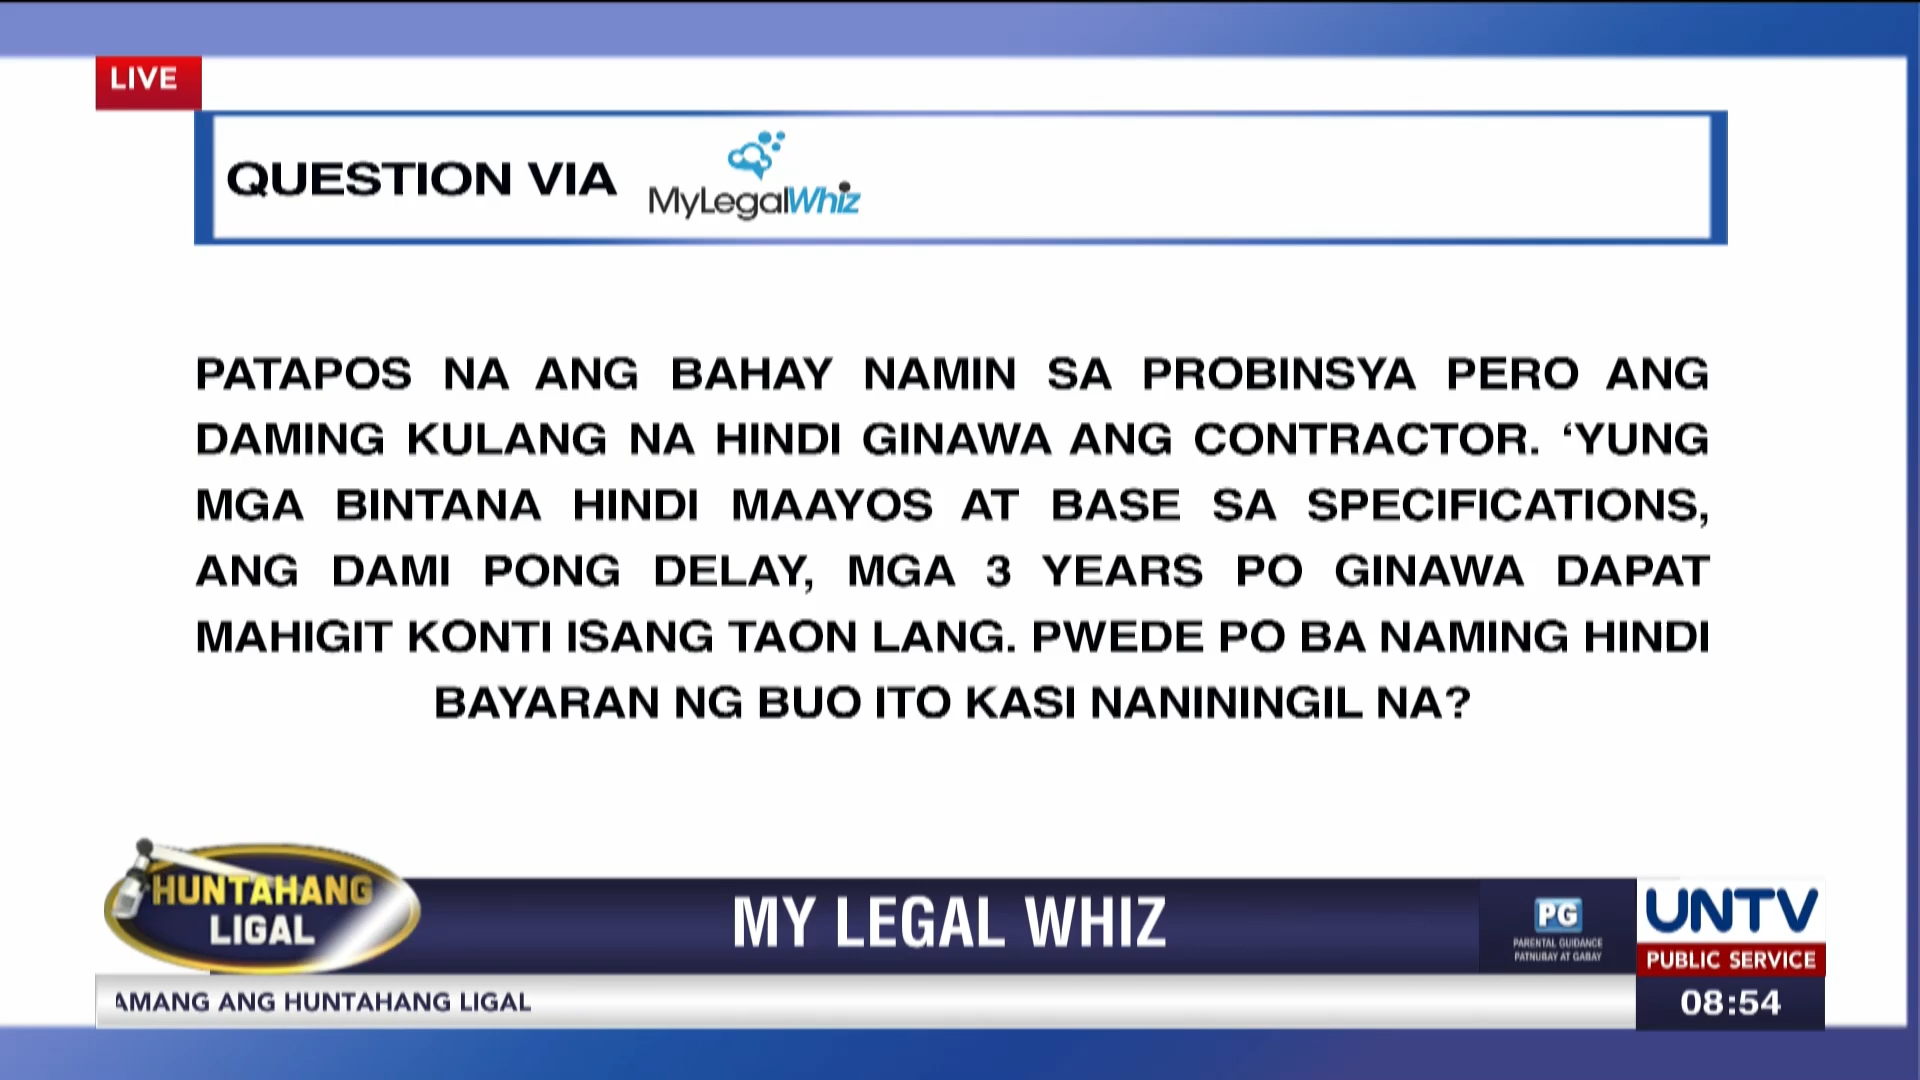 LIVE
QUESTION VIA MyLegalWhiz
PATAPOS NA ANG BAHAY NAMIN SA PROBINSYA PERO ANG
DAMING KULANG NA HINDI GINAWA ANG CONTRACTOR. ‘YUNG
MGA BINTANA HINDI MAAYOS AT BASE SA SPECIFICATIONS,
ANG DAMI PONG DELAY, MGA 3 YEARS PO GINAWA DAPAT
MAHIGIT KONTI ISANG TAON LANG. PWEDE PO BA NAMING HINDI
BAYARAN NG BUO ITO KASI NANININGIL NA?
HUNTAHANG
LIGAL
MY LEGAL WHIZ
PG
PARENTAL GUIDANCE
PATNUBAY AT GABAY
UNTV
PUBLIC SERVICE
08:54
AMANG ANG HUNTAHANG LIGAL